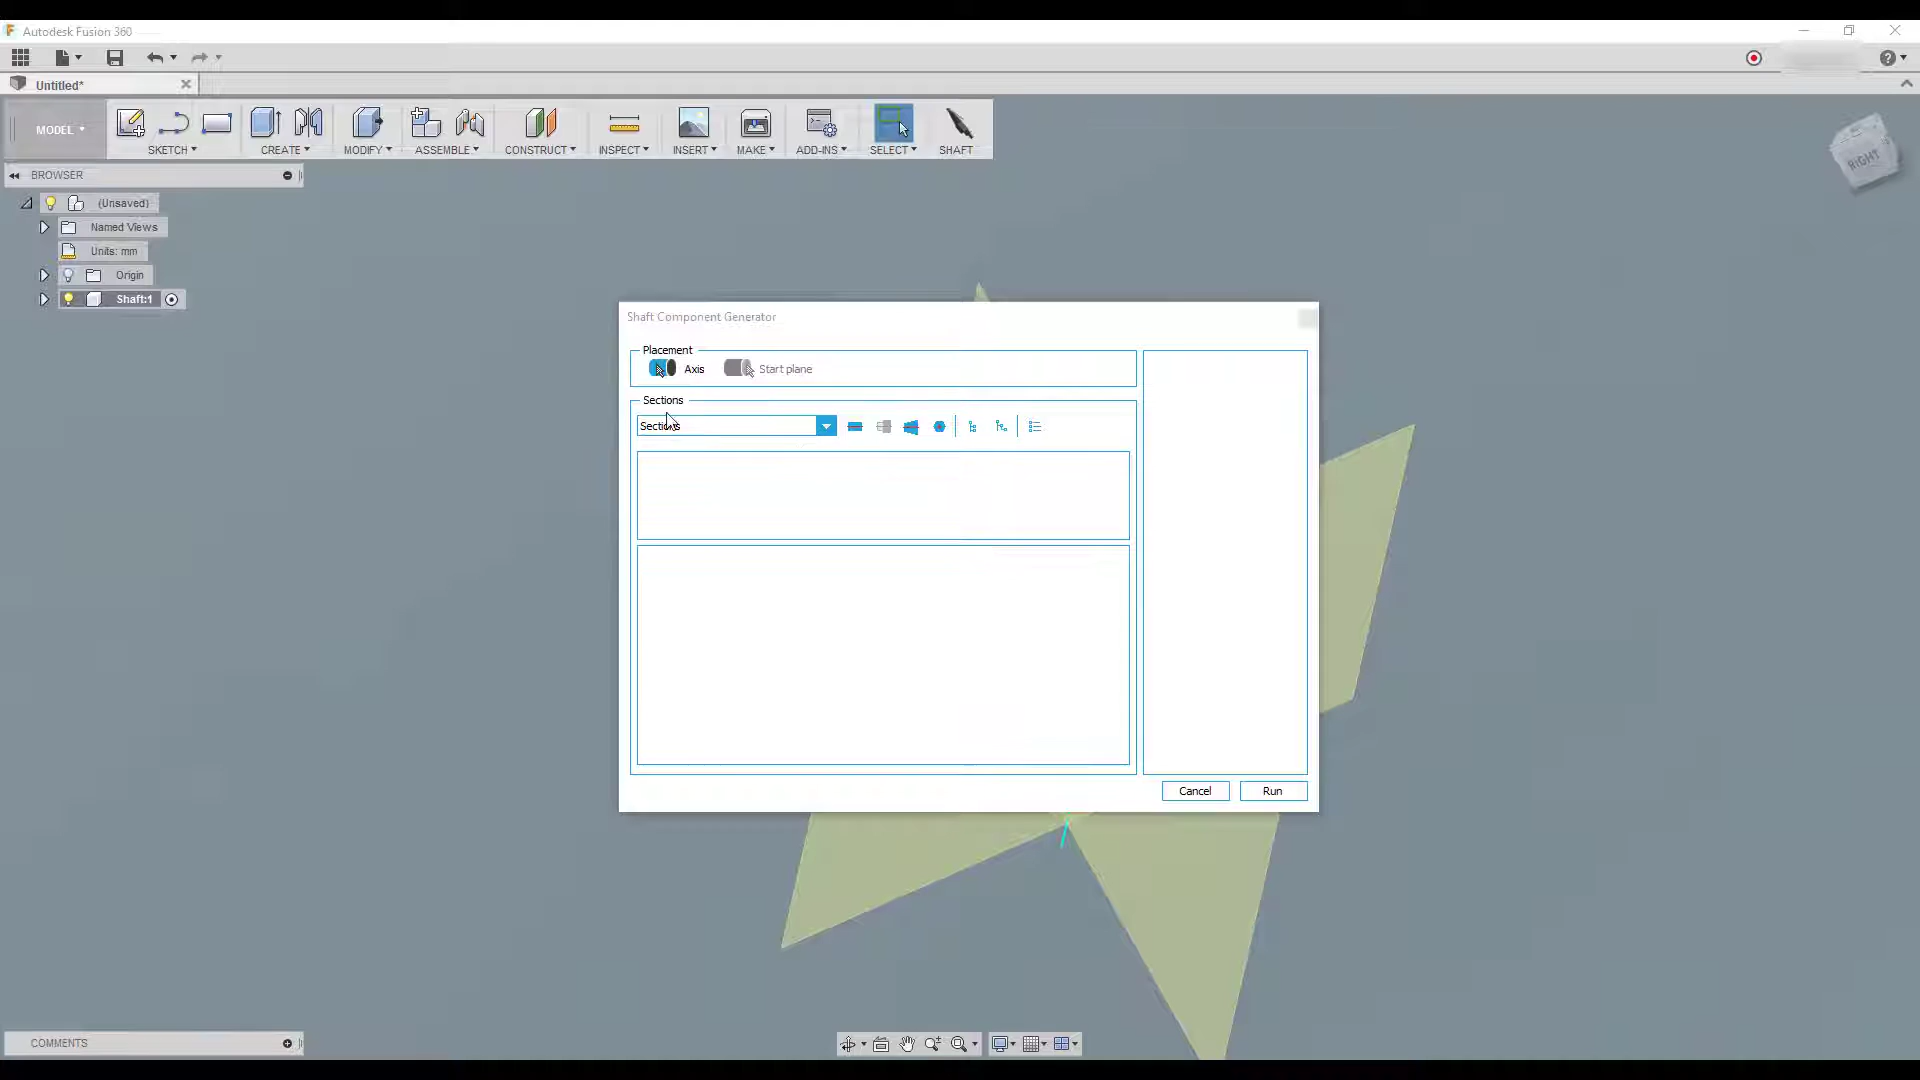 Autodesk Fusion 360
Untitled*
MODEL
SKETCH
CREATE
MODIFY
ASSEMBLE
CONSTRUCT
INSPECT
INSERT
MAKE
ADD-INS
SELECT
SHAFT
RIGHT
BROWSER
(Unsaved)
Named Views
Units: mm
Origin
Shaft:1
Shaft Component Generator
Placement
Axis
Start plane
Sections
Sections
Cancel
Run
COMMENTS